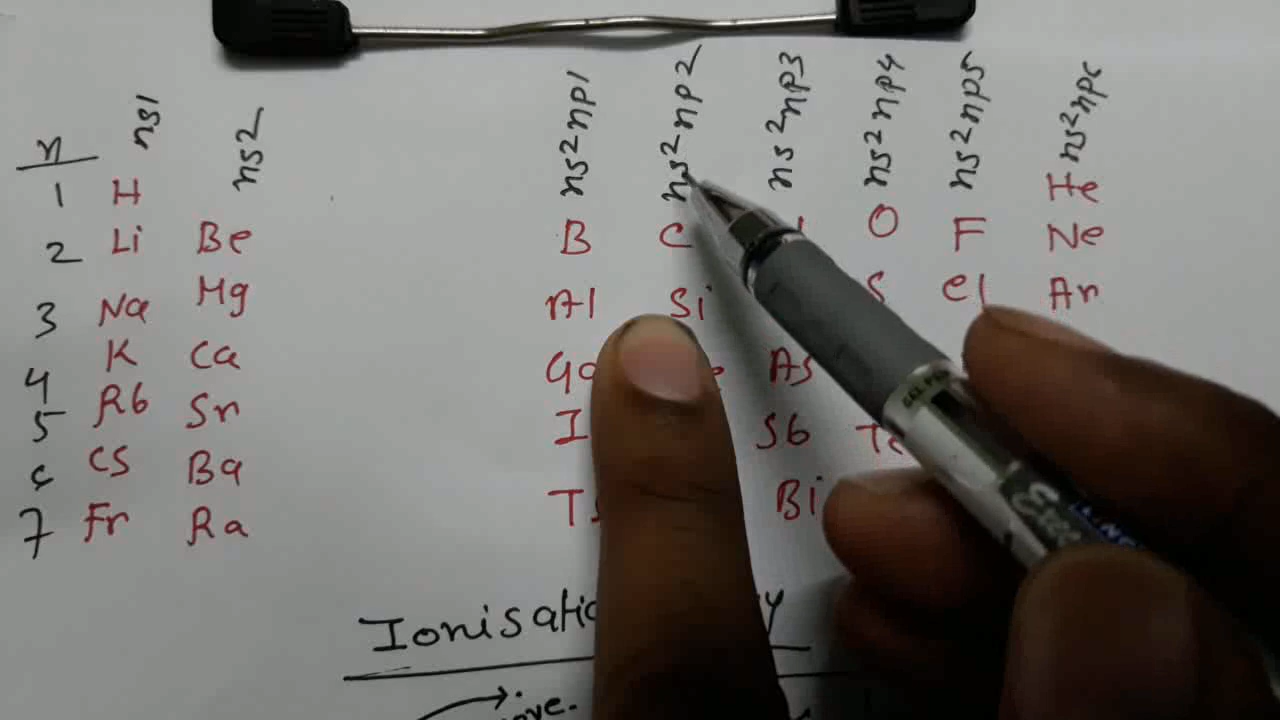 n ns1 ns2 ns²np1 ns²np2 ns²np3 ns²np4 ns²np5 ns²np6
1 H He
2 Li Be B C O F Ne
3 Na Mg Al Si S Cl Ar
4 K Ca As
5 Rb Sr I Sb Te
6 Cs Ba Bi
7 Fr Ra